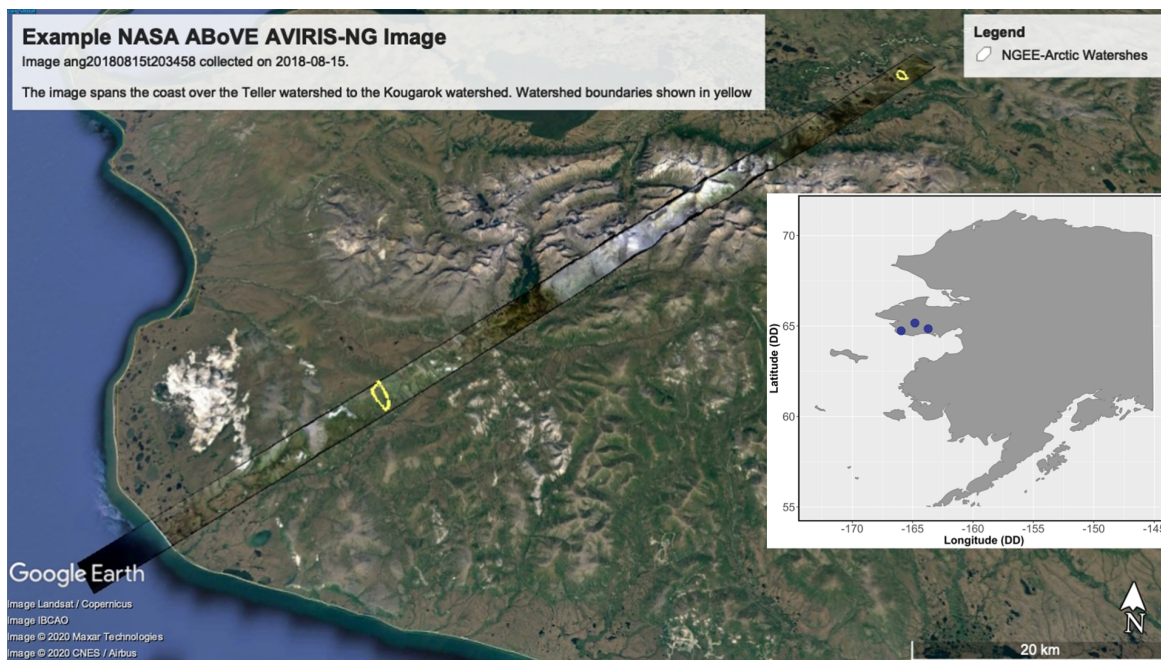 Example NASA ABoVE AVIRIS-NG Image
Image ang20180815t203458 collected on 2018-08-15.
The image spans the coast over the Teller watershed to the Kougarok watershed. Watershed boundaries shown in yellow
Legend
NGEE-Arctic Watershes
70
65
60
55
Latitude (DD)
-170
-165
-160
-155
-150
-145
Longitude (DD)
Google Earth
Image Landsat / Copernicus
Image IBCAO
Image © 2020 Maxar Technologies
Image © 2020 CNES / Airbus
N
20 km